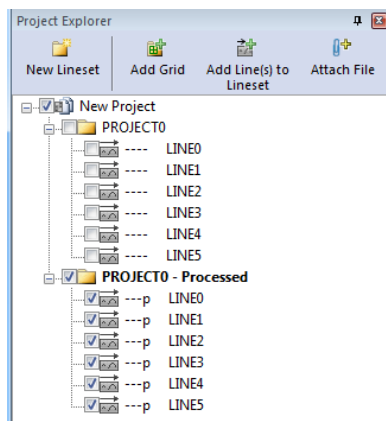 Project Explorer
New Lineset
Add Grid
Add Line(s) to
Lineset
Attach File
New Project
PROJECT0
---- LINE0
---- LINE1
---- LINE2
---- LINE3
---- LINE4
---- LINE5
PROJECT0 - Processed
---p LINE0
---p LINE1
---p LINE2
---p LINE3
---p LINE4
---p LINE5